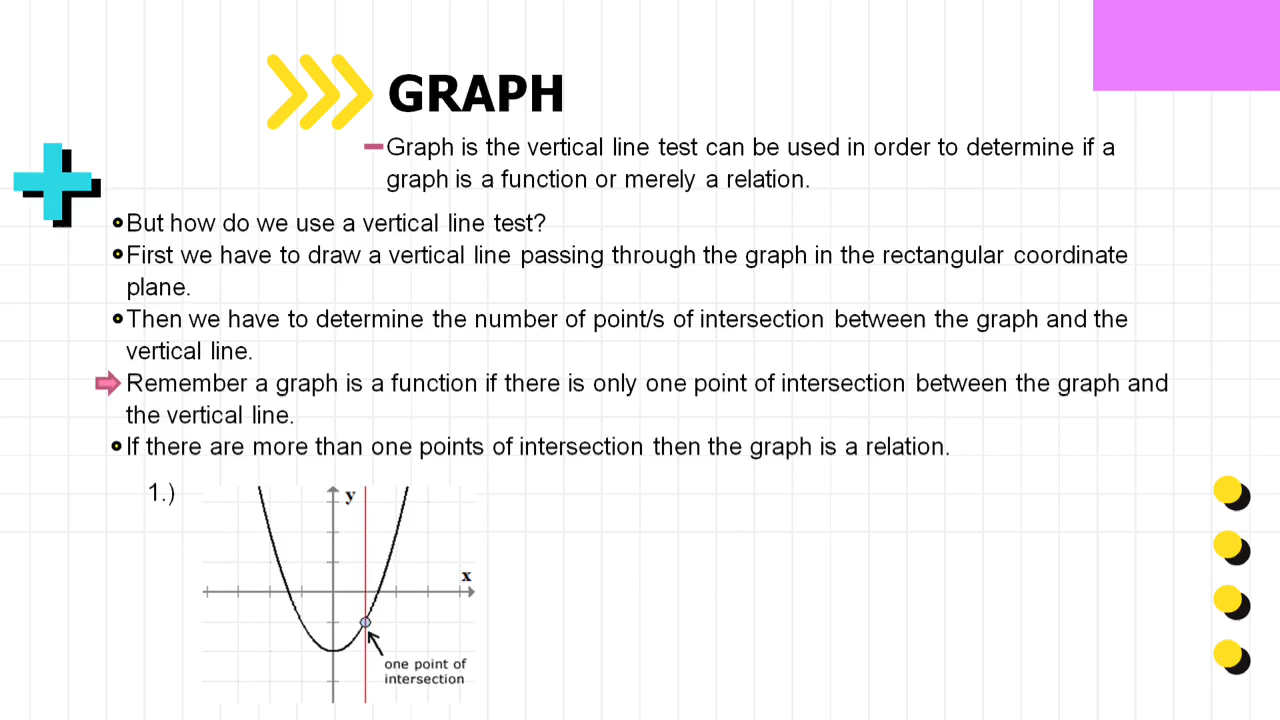 GRAPH
Graph is the vertical line test can be used in order to determine if a
graph is a function or merely a relation.
But how do we use a vertical line test?
First we have to draw a vertical line passing through the graph in the rectangular coordinate
plane.
Then we have to determine the number of point/s of intersection between the graph and the
vertical line.
Remember a graph is a function if there is only one point of intersection between the graph and
the vertical line.
If there are more than one points of intersection then the graph is a relation.
1.)
y
x
one point of
intersection